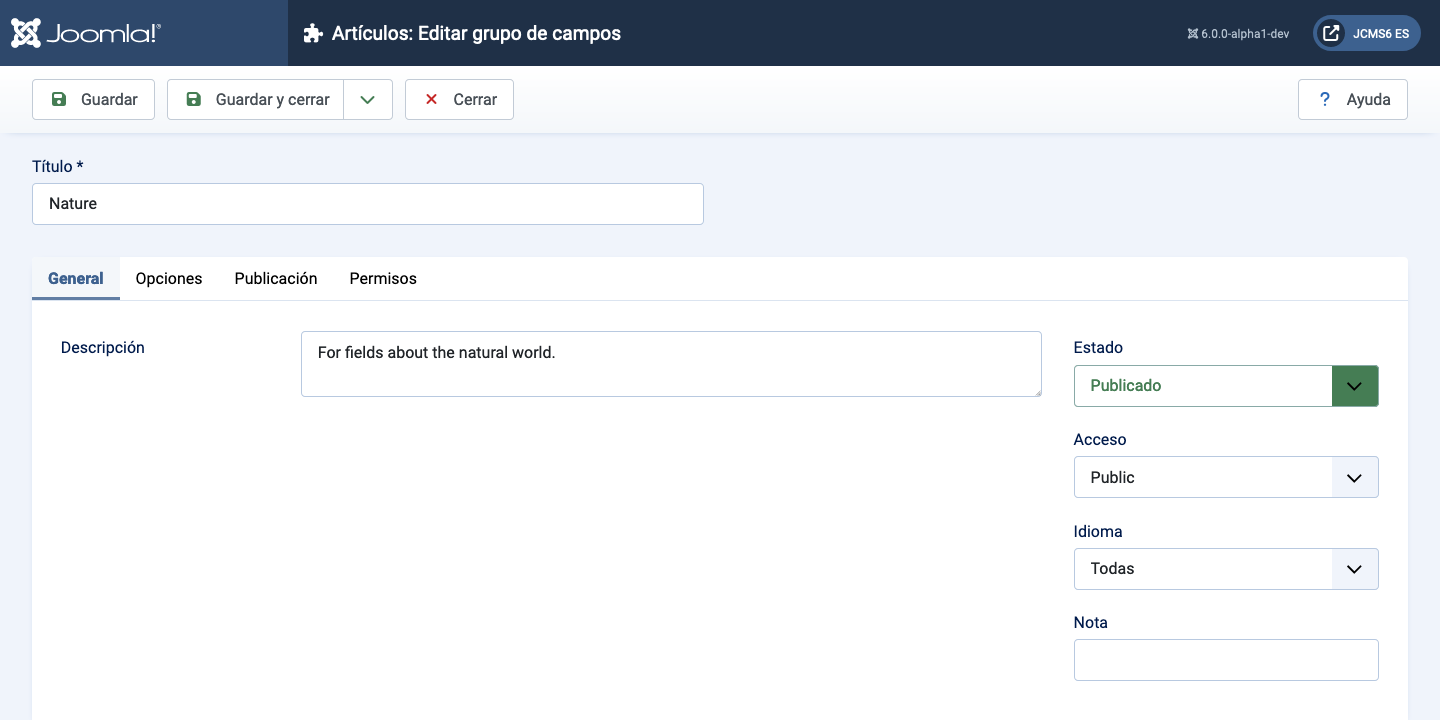 Joomla!®
Artículos: Editar grupo de campos
6.0.0-alpha1-dev
JCMS6 ES
Guardar
Guardar y cerrar
Cerrar
? Ayuda
Título *
Nature
General Opciones Publicación Permisos
Descripción
For fields about the natural world.
Estado
Publicado
Acceso
Public
Idioma
Todas
Nota